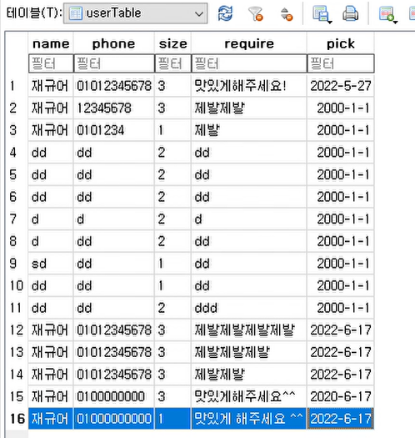 테이블(T): userTable
name phone size require pick
필터 필터 필터 필터 필터
1 재규어 01012345678 3 맛있게해주세요! 2022-5-27
2 재규어 12345678 3 제발제발 2000-1-1
3 재규어 0101234 1 제발 2000-1-1
4 dd dd 2 dd 2000-1-1
5 dd dd 2 dd 2000-1-1
6 dd dd 2 dd 2000-1-1
7 d d 2 d 2000-1-1
8 d dd 2 dd 2000-1-1
9 sd dd 1 dd 2000-1-1
10 dd dd 1 dd 2000-1-1
11 dd dd 2 ddd 2000-1-1
12 재규어 01012345678 3 제발제발제발제발 2022-6-17
13 재규어 01012345678 3 제발제발제발 2022-6-17
14 재규어 01012345678 3 제발제발 2022-6-17
15 재규어 0100000000 3 맛있게해주세요^^ 2020-6-17
16 재규어 01000000000 1 맛있게 해주세요 ^^ 2022-6-17